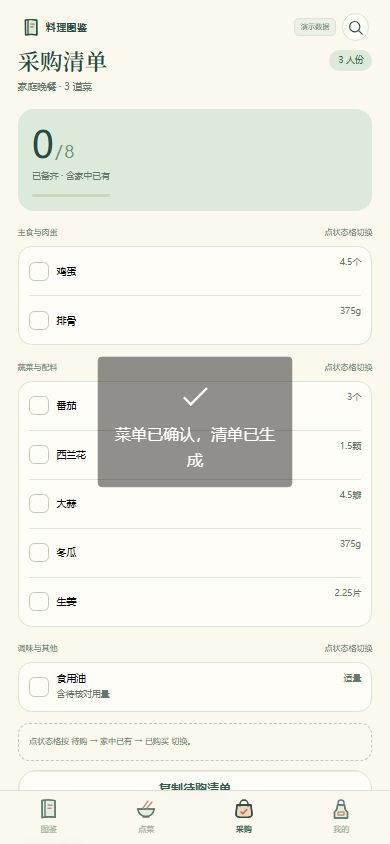 料理图鉴
演示数据
采购清单
3 人份
家庭晚餐 · 3 道菜
0/8
已备齐 · 含家中已有
主食与肉蛋
点状态格切换
鸡蛋
4.5个
排骨
375g
蔬菜与配料
点状态格切换
番茄
3个
西兰花
1.5颗
菜单已确认，清单已生
成
大蒜
4.5瓣
冬瓜
375g
生姜
2.25片
调味与其他
点状态格切换
食用油
适量
含待核对用量
点状态格按 待购 → 家中已有 → 已购买 切换。
复制待购清单
图鉴
点菜
采购
我的